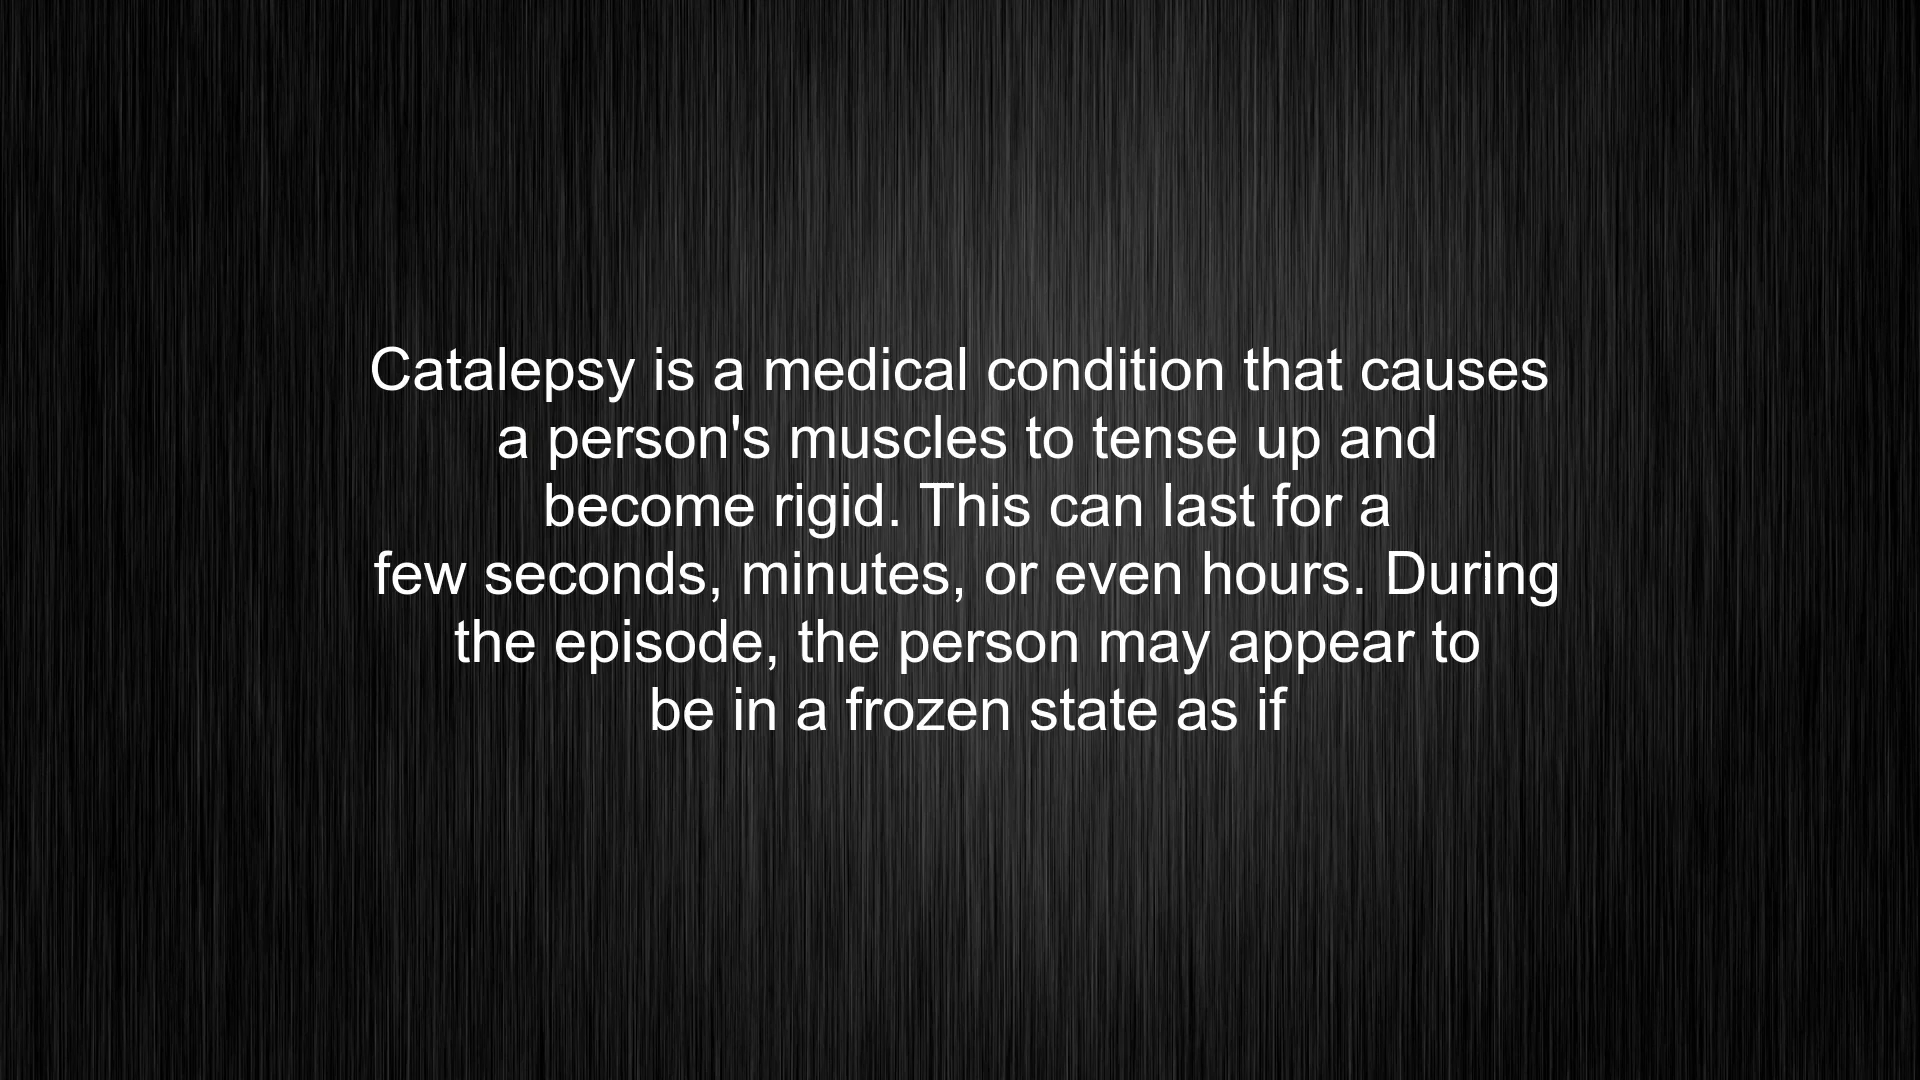 Catalepsy is a medical condition that causes
a person's muscles to tense up and
become rigid. This can last for a
few seconds, minutes, or even hours. During
the episode, the person may appear to
be in a frozen state as if